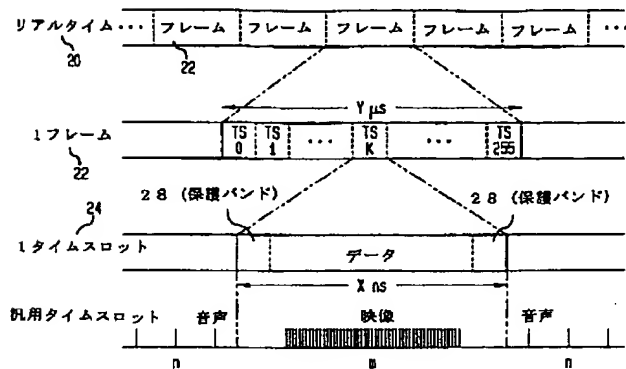 リアルタイム ･･･ フレーム フレーム フレーム フレーム フレーム ･･･
20
22
Y μs
1フレーム TS 0 TS 1 ･･･ TS K ･･･ TS 255
22
24
28 (保護バンド) 28 (保護バンド)
1タイムスロット データ
X ns
汎用タイムスロット 音声 映像 音声
n m n